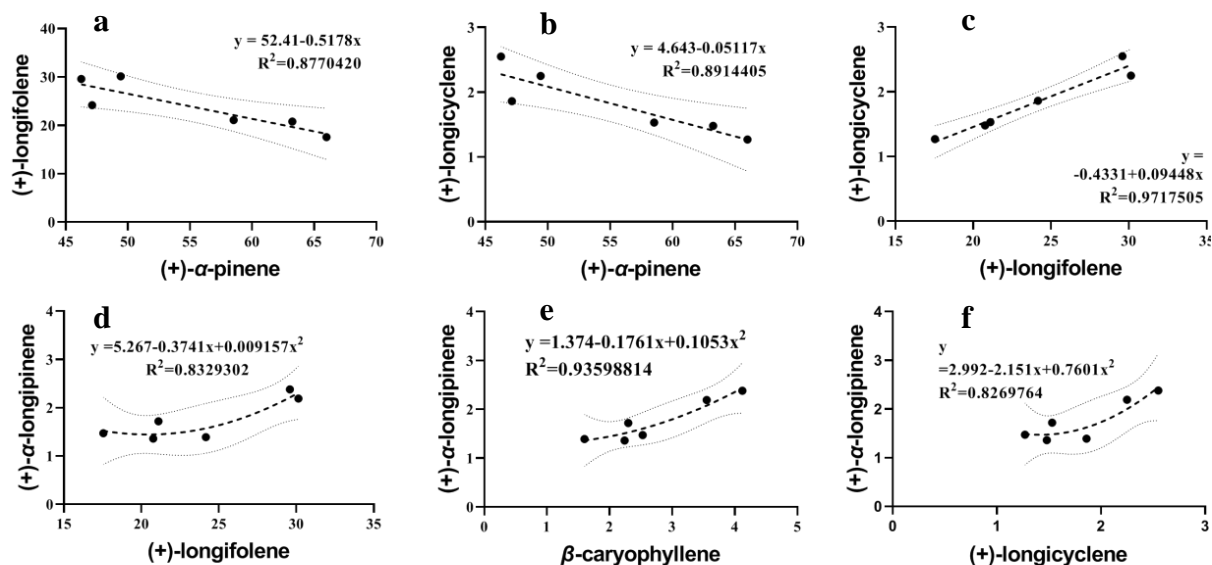 a
40
30
20
10
0
(+)-longifolene
y = 52.41-0.5178x
R²=0.8770420
45 50 55 60 65 70
(+)-α-pinene
b
3
2
1
0
(+)-longicyclene
y = 4.643-0.05117x
R²=0.8914405
45 50 55 60 65 70
(+)-α-pinene
c
3
2
1
0
(+)-longicyclene
y =
-0.4331+0.09448x
R²=0.9717505
15 20 25 30 35
(+)-longifolene
d
4
3
2
1
0
(+)-α-longipinene
y =5.267-0.3741x+0.009157x²
R²=0.8329302
15 20 25 30 35
(+)-longifolene
e
4
3
2
1
0
(+)-α-longipinene
y =1.374-0.1761x+0.1053x²
R²=0.93598814
0 1 2 3 4 5
β-caryophyllene
f
4
3
2
1
0
(+)-α-longipinene
y
=2.992-2.151x+0.7601x²
R²=0.8269764
0 1 2 3
(+)-longicyclene